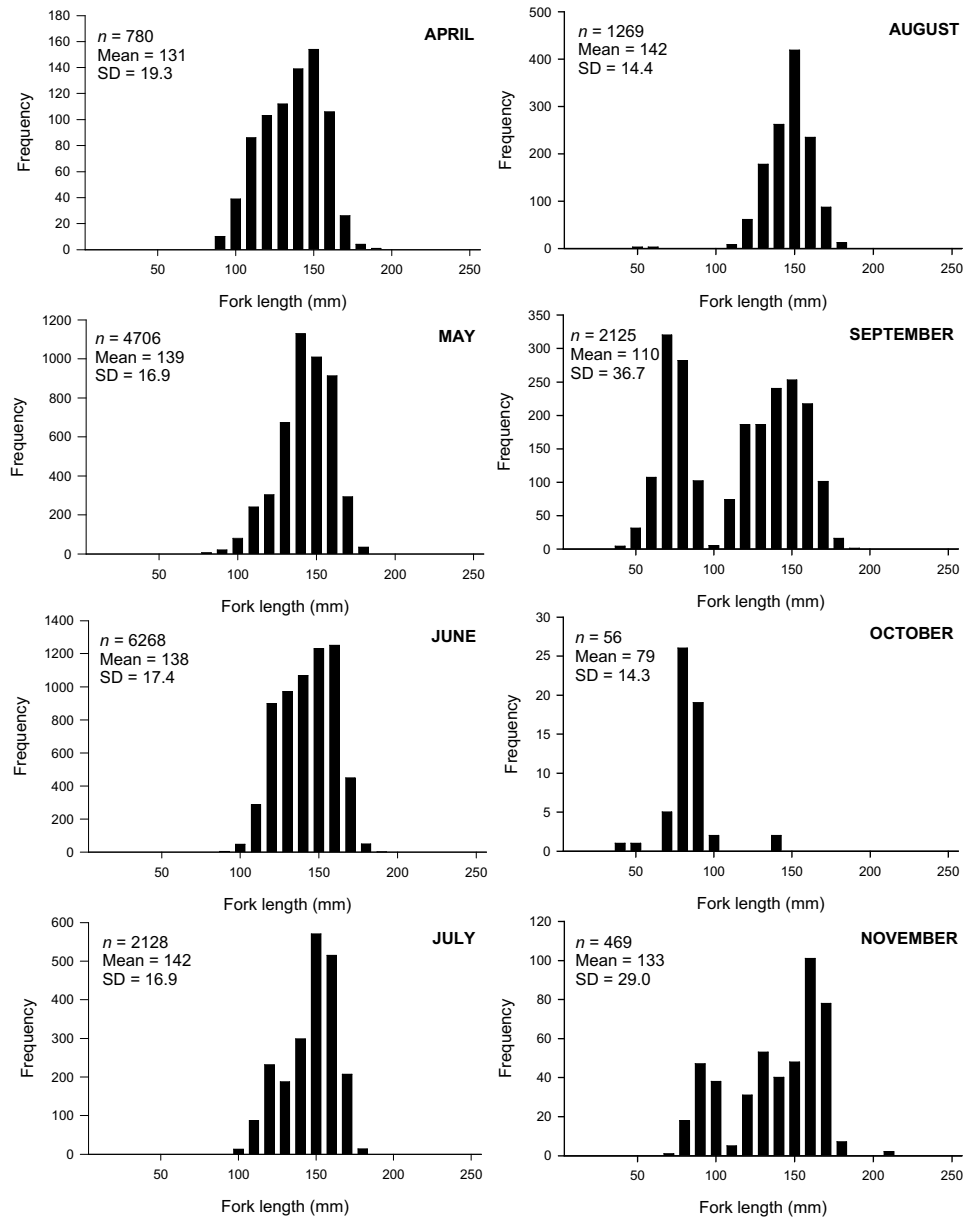 APRIL
n = 780
Mean = 131
SD = 19.3
Frequency
180
160
140
120
100
80
60
40
20
0
50 100 150 200 250
Fork length (mm)
AUGUST
n = 1269
Mean = 142
SD = 14.4
Frequency
500
400
300
200
100
0
50 100 150 200 250
Fork length (mm)
MAY
n = 4706
Mean = 139
SD = 16.9
Frequency
1200
1000
800
600
400
200
0
50 100 150 200 250
Fork length (mm)
SEPTEMBER
n = 2125
Mean = 110
SD = 36.7
Frequency
350
300
250
200
150
100
50
0
50 100 150 200 250
Fork length (mm)
JUNE
n = 6268
Mean = 138
SD = 17.4
Frequency
1400
1200
1000
800
600
400
200
0
50 100 150 200 250
Fork length (mm)
OCTOBER
n = 56
Mean = 79
SD = 14.3
Frequency
30
25
20
15
10
5
0
50 100 150 200 250
Fork length (mm)
JULY
n = 2128
Mean = 142
SD = 16.9
Frequency
600
500
400
300
200
100
0
50 100 150 200 250
Fork length (mm)
NOVEMBER
n = 469
Mean = 133
SD = 29.0
Frequency
120
100
80
60
40
20
0
50 100 150 200 250
Fork length (mm)